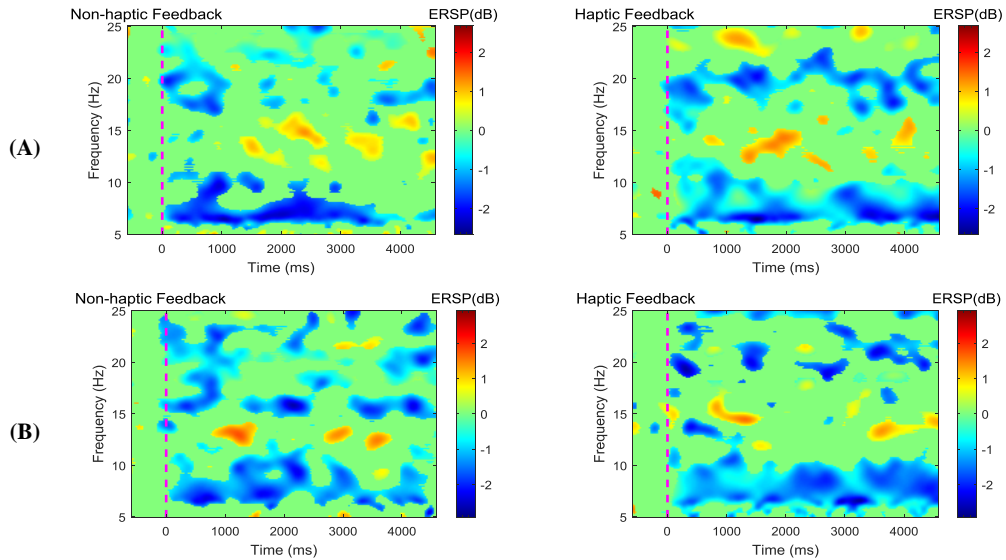 Non-haptic Feedback ERSP(dB)
25
20
15
10
5
Frequency (Hz)
0 1000 2000 3000 4000
Time (ms)
2
1
0
-1
-2
Haptic Feedback ERSP(dB)
25
20
15
10
5
Frequency (Hz)
0 1000 2000 3000 4000
Time (ms)
2
1
0
-1
-2
(A)
Non-haptic Feedback ERSP(dB)
25
20
15
10
5
Frequency (Hz)
0 1000 2000 3000 4000
Time (ms)
2
1
0
-1
-2
Haptic Feedback ERSP(dB)
25
20
15
10
5
Frequency (Hz)
0 1000 2000 3000 4000
Time (ms)
2
1
0
-1
-2
(B)